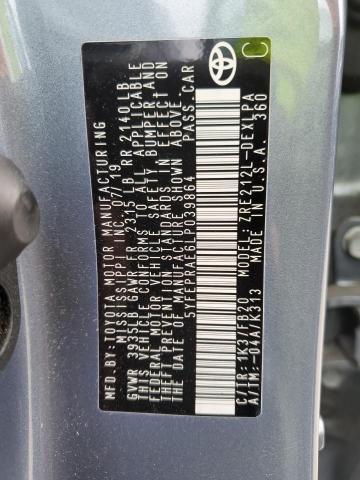 MFD. BY: TOYOTA MOTOR MANUFACTURING
MISSISSIPPI INC. 07/19
GVWR 3935LB GAWR FR 2315 LB RR 2140LB
THIS VEHICLE CONFORMS TO ALL APPLICABLE
FEDERAL MOTOR VEHICLE SAFETY BUMPER AND
THEFT PREVENTION STANDARDS IN EFFECT ON
THE DATE OF MANUFACTURE SHOWN ABOVE.
5YFEPRAE6LP039864 PASS.CAR
TOYOTA
C
C/TR: 1K3/FB20 MODEL: ZRE212L-DEXLPA
A/TM: -04A/K313 MADE IN U.S.A. 360